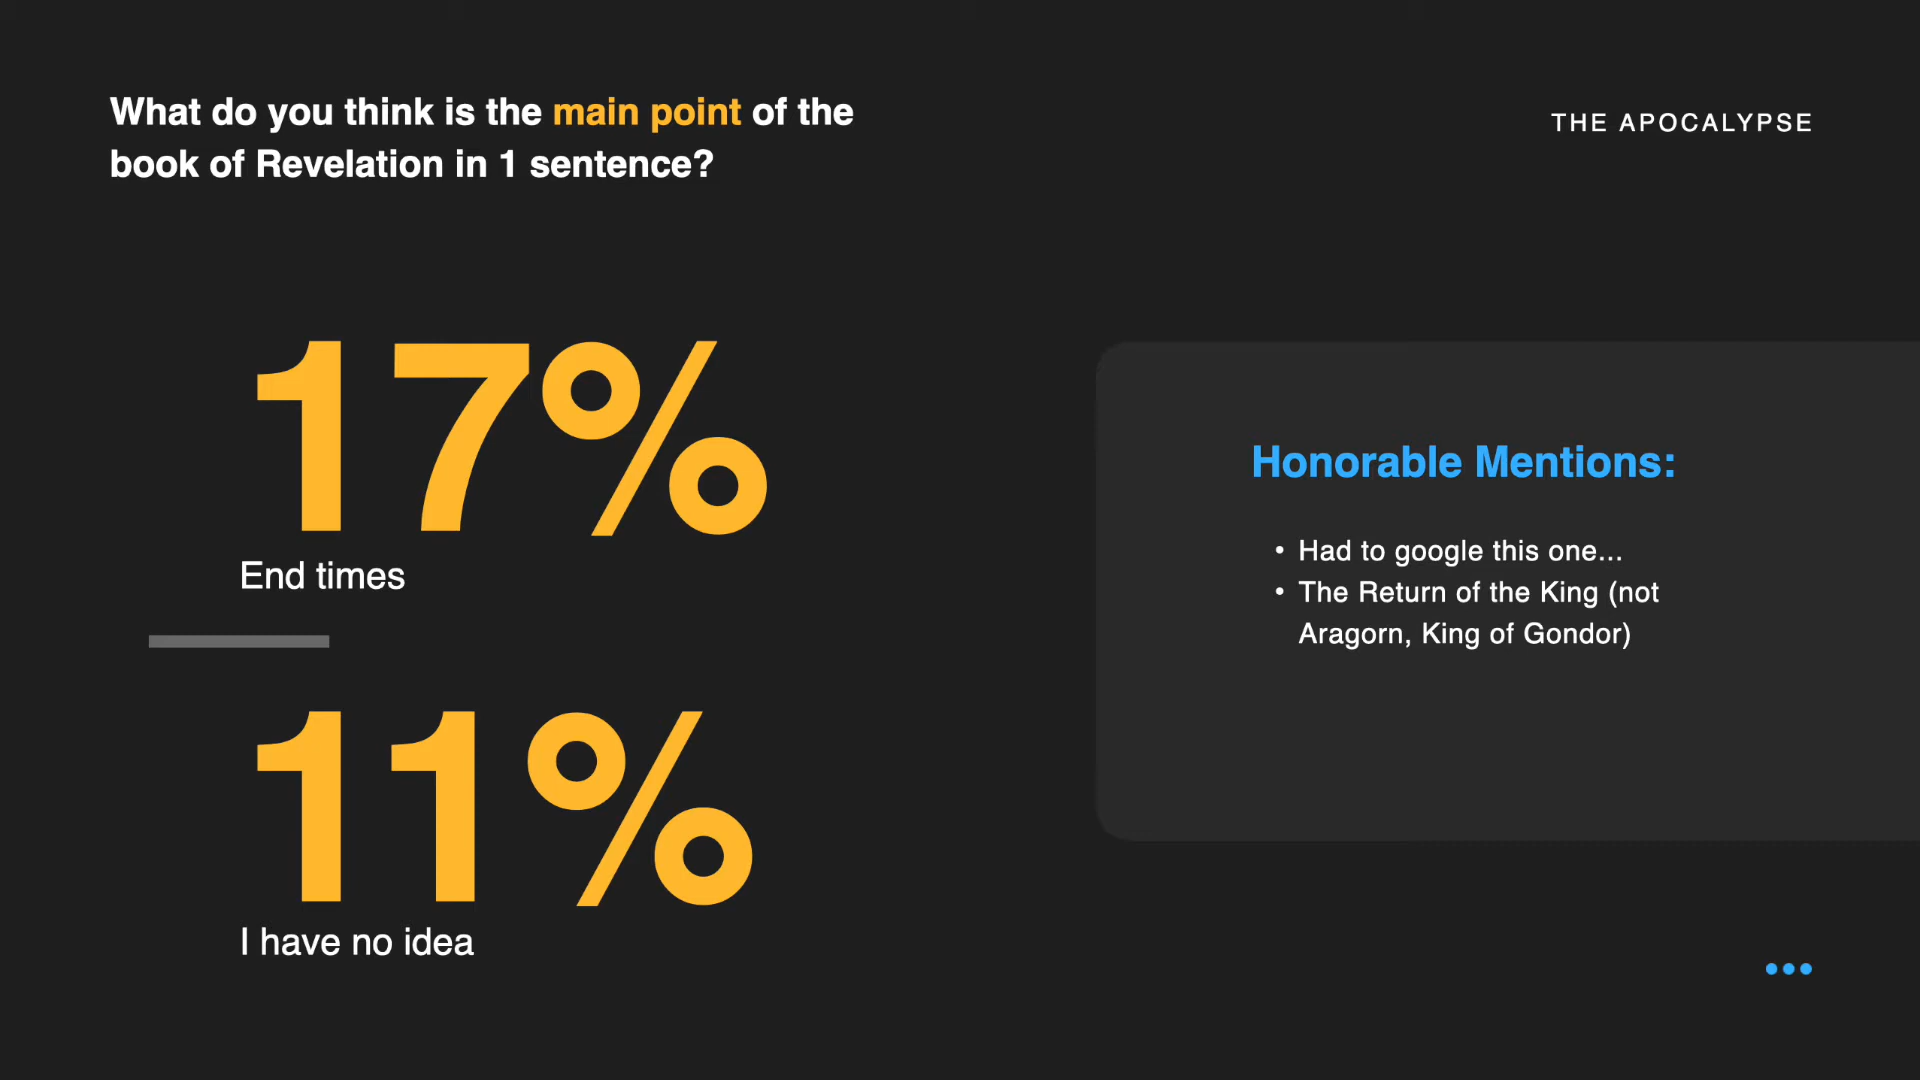 What do you think is the main point of the
book of Revelation in 1 sentence?
THE APOCALYPSE
17%
End times
11%
I have no idea
Honorable Mentions:
• Had to google this one...
• The Return of the King (not
Aragorn, King of Gondor)